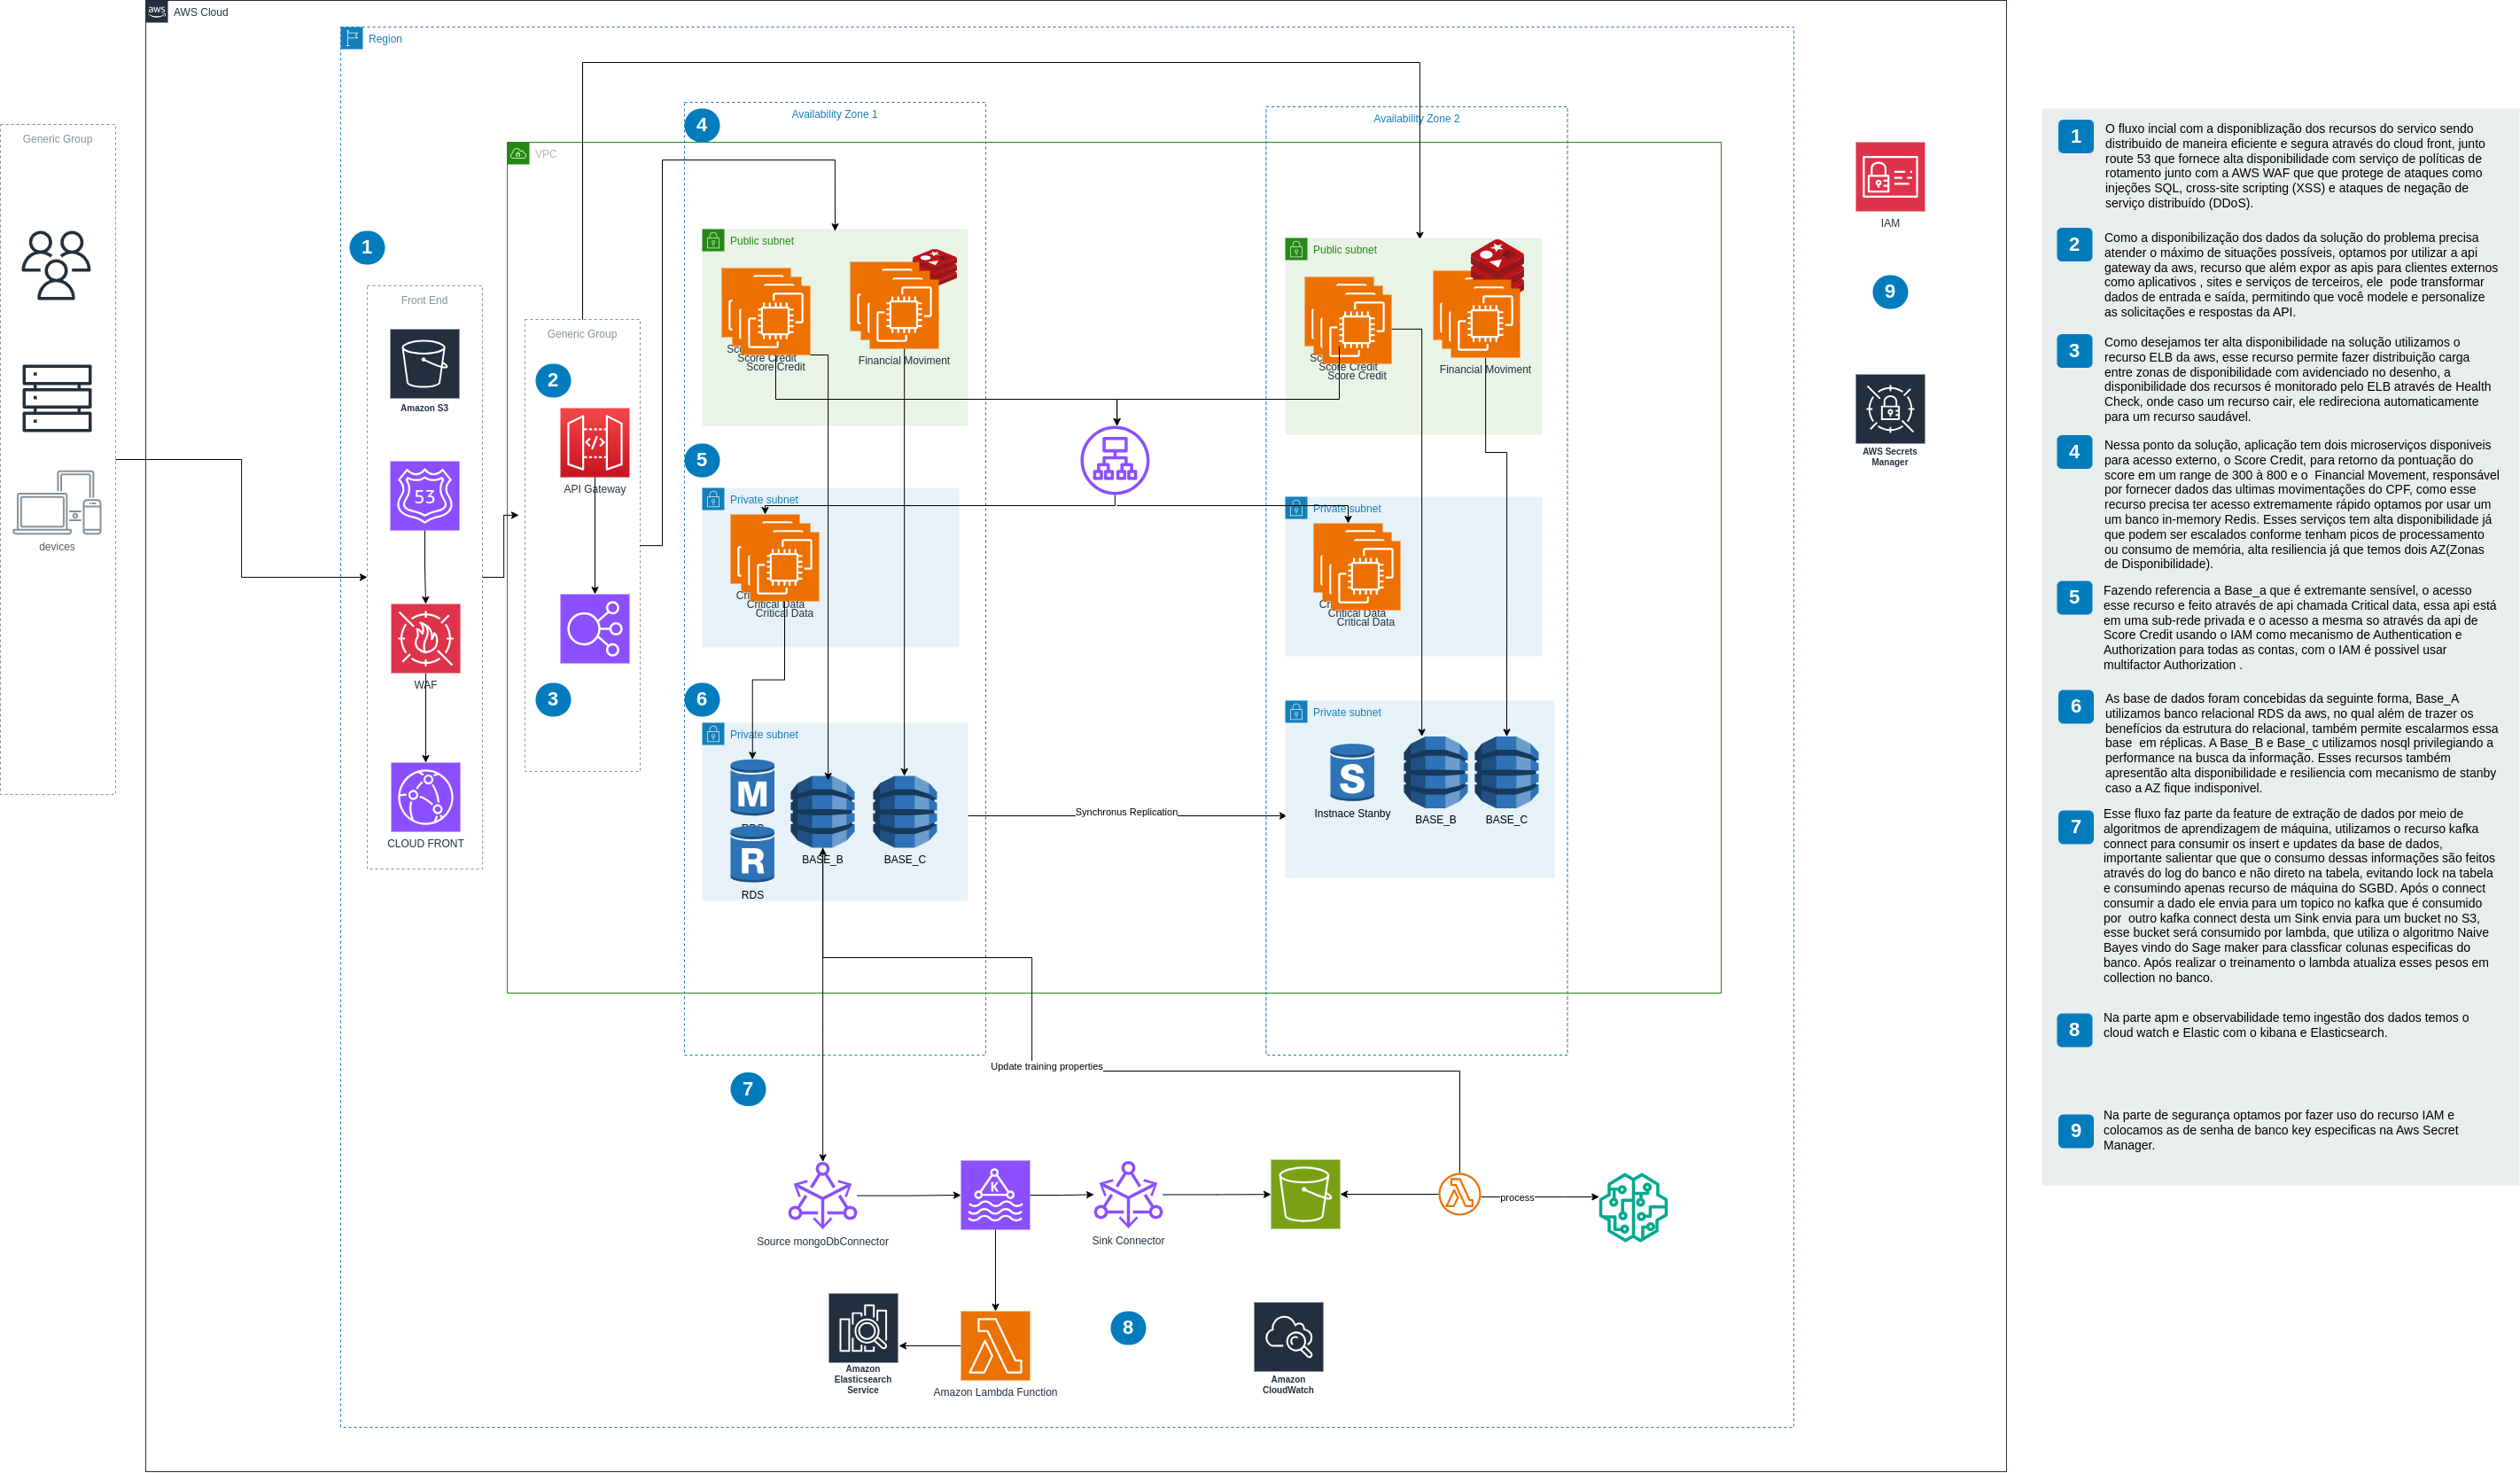 aws AWS Cloud
Region
Generic Group
devices
1
Front End
Amazon S3
53
WAF
CLOUD FRONT
VPC
Generic Group
2
API Gateway
3
4
Availability Zone 1
Public subnet
Score Credit
Score Credit
Financial Moviment
5
Private subnet
Critical Data
Critical Data
6
Private subnet
M
R
RDS
BASE_B
BASE_C
Availability Zone 2
Public subnet
Score Credit
Score Credit
Financial Moviment
Private subnet
Critical Data
Critical Data
Private subnet
S
Instnace Stanby
BASE_B
BASE_C
Synchronus Replication
Update training properties
7
Source mongoDbConnector
K
Sink Connector
process
Amazon
Elasticsearch
Service
Amazon Lambda Function
8
Amazon
CloudWatch
IAM
9
AWS Secrets
Manager
1
O fluxo incial com a disponiblização dos recursos do servico sendo
distribuido de maneira eficiente e segura através do cloud front, junto
route 53 que fornece alta disponibilidade com serviço de políticas de
rotamento junto com a AWS WAF que que protege de ataques como
injeções SQL, cross-site scripting (XSS) e ataques de negação de
serviço distribuído (DDoS).
2
Como a disponibilização dos dados da solução do problema precisa
atender o máximo de situações possíveis, optamos por utilizar a api
gateway da aws, recurso que além expor as apis para clientes externos
como aplicativos , sites e serviços de terceiros, ele  pode transformar
dados de entrada e saída, permitindo que você modele e personalize
as solicitações e respostas da API.
3
Como desejamos ter alta disponibilidade na solução utilizamos o
recurso ELB da aws, esse recurso permite fazer distribuição carga
entre zonas de disponibilidade com avidenciado no desenho, a
disponibilidade dos recursos é monitorado pelo ELB através de Health
Check, onde caso um recurso cair, ele redireciona automaticamente
para um recurso saudável.
4
Nessa ponto da solução, aplicação tem dois microserviços disponiveis
para acesso externo, o Score Credit, para retorno da pontuação do
score em um range de 300 à 800 e o  Financial Movement, responsável
por fornecer dados das ultimas movimentações do CPF, como esse
recurso precisa ter acesso extremamente rápido optamos por usar um
um banco in-memory Redis. Esses serviços tem alta disponibilidade já
que podem ser escalados conforme tenham picos de processamento
ou consumo de memória, alta resiliencia já que temos dois AZ(Zonas
de Disponibilidade).
5
Fazendo referencia a Base_a que é extremante sensível, o acesso
esse recurso e feito através de api chamada Critical data, essa api está
em uma sub-rede privada e o acesso a mesma so através da api de
Score Credit usando o IAM como mecanismo de Authentication e
Authorization para todas as contas, com o IAM é possivel usar
multifactor Authorization .
6
As base de dados foram concebidas da seguinte forma, Base_A
utilizamos banco relacional RDS da aws, no qual além de trazer os
benefícios da estrutura do relacional, também permite escalarmos essa
base  em réplicas. A Base_B e Base_c utilizamos nosql privilegiando a
performance na busca da informação. Esses recursos também
apresentão alta disponibilidade e resiliencia com mecanismo de stanby
caso a AZ fique indisponivel.
7
Esse fluxo faz parte da feature de extração de dados por meio de
algoritmos de aprendizagem de máquina, utilizamos o recurso kafka
connect para consumir os insert e updates da base de dados,
importante salientar que que o consumo dessas informações são feitos
através do log do banco e não direto na tabela, evitando lock na tabela
e consumindo apenas recurso de máquina do SGBD. Após o connect
consumir a dado ele envia para um topico no kafka que é consumido
por  outro kafka connect desta um Sink envia para um bucket no S3,
esse bucket será consumido por lambda, que utiliza o algoritmo Naive
Bayes vindo do Sage maker para classficar colunas especificas do
banco. Após realizar o treinamento o lambda atualiza esses pesos em
collection no banco.
8
Na parte apm e observabilidade temo ingestão dos dados temos o
cloud watch e Elastic com o kibana e Elasticsearch.
9
Na parte de segurança optamos por fazer uso do recurso IAM e
colocamos as de senha de banco key especificas na Aws Secret
Manager.